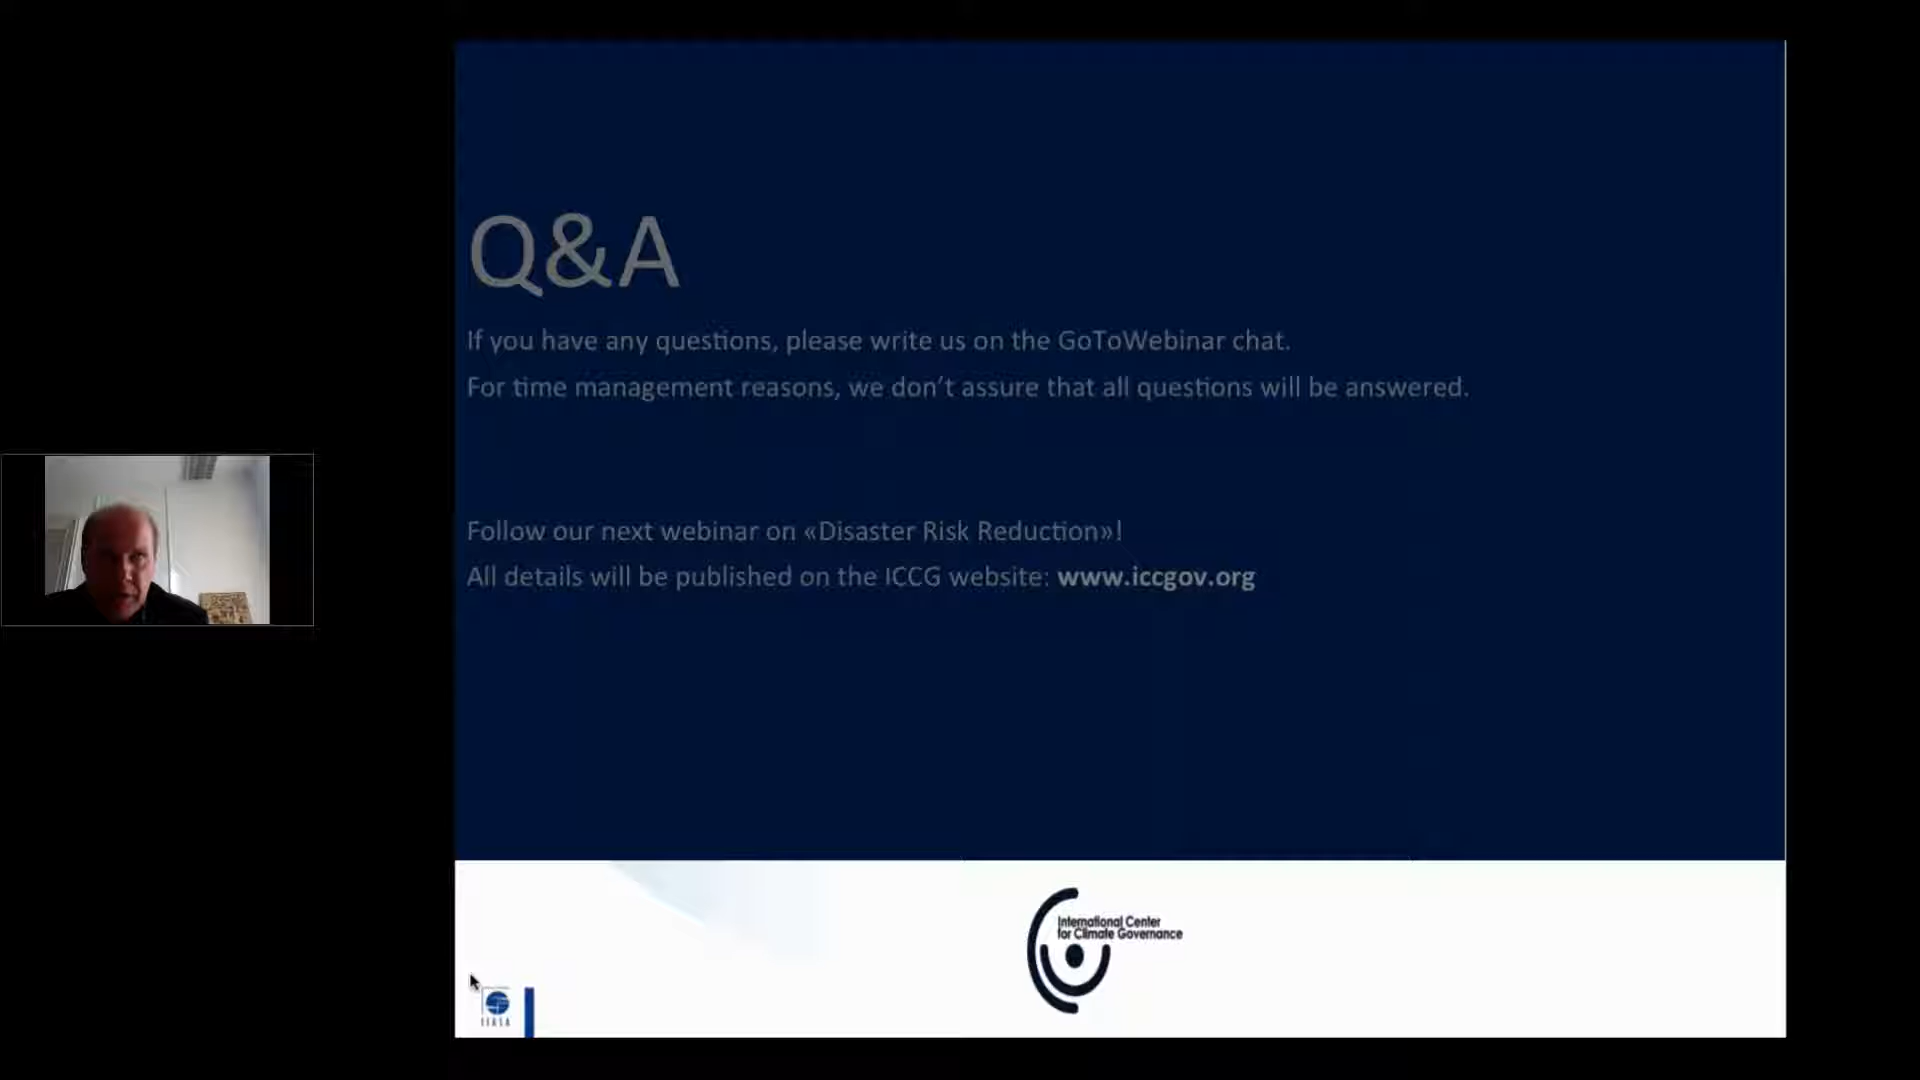 Q&A
If you have any questions, please write us on the GoToWebinar chat.
For time management reasons, we don't assure that all questions will be answered.
Follow our next webinar on «Disaster Risk Reduction»!
All details will be published on the ICCG website: www.iccgov.org
International Center
for Climate Governance
IIASA